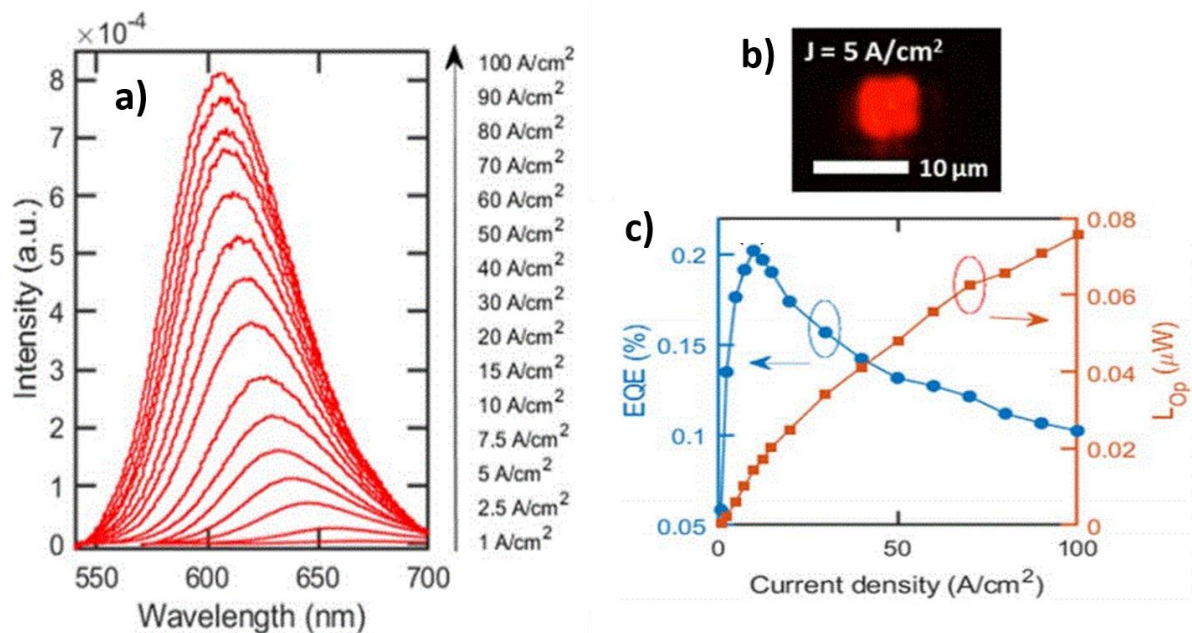 ×10⁻⁴
a)
8
7
6
5
4
3
2
1
0
Intensity (a.u.)
550 600 650 700
Wavelength (nm)
100 A/cm²
90 A/cm²
80 A/cm²
70 A/cm²
60 A/cm²
50 A/cm²
40 A/cm²
30 A/cm²
20 A/cm²
15 A/cm²
10 A/cm²
7.5 A/cm²
5 A/cm²
2.5 A/cm²
1 A/cm²
b)
J = 5 A/cm²
10 µm
c)
0.2
0.15
0.1
0.05
EQE (%)
0.08
0.06
0.04
0.02
0
L_Op (µW)
0 50 100
Current density (A/cm²)